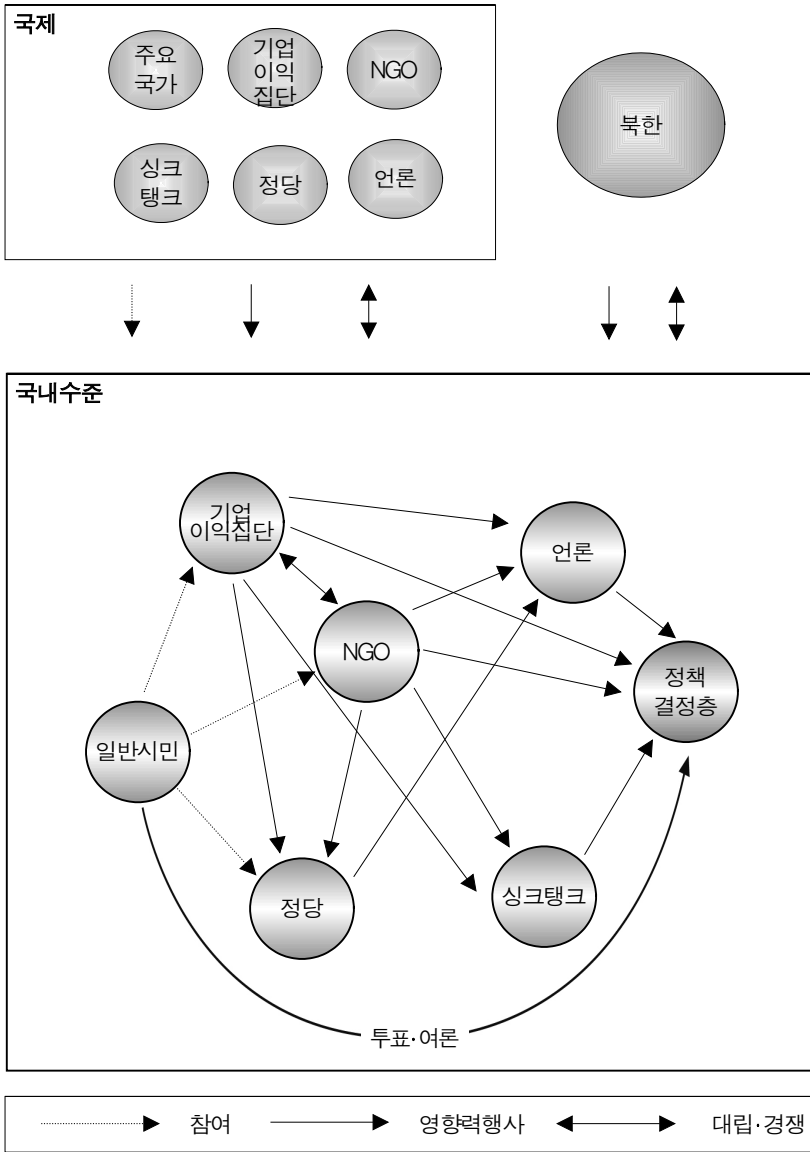 국제
주요
국가
기업
이익
집단
NGO
북한
싱크
탱크
정당
언론
국내수준
기업
이익집단
언론
NGO
정책
결정층
일반시민
정당
싱크탱크
투표·여론
참여
영향력행사
대립·경쟁